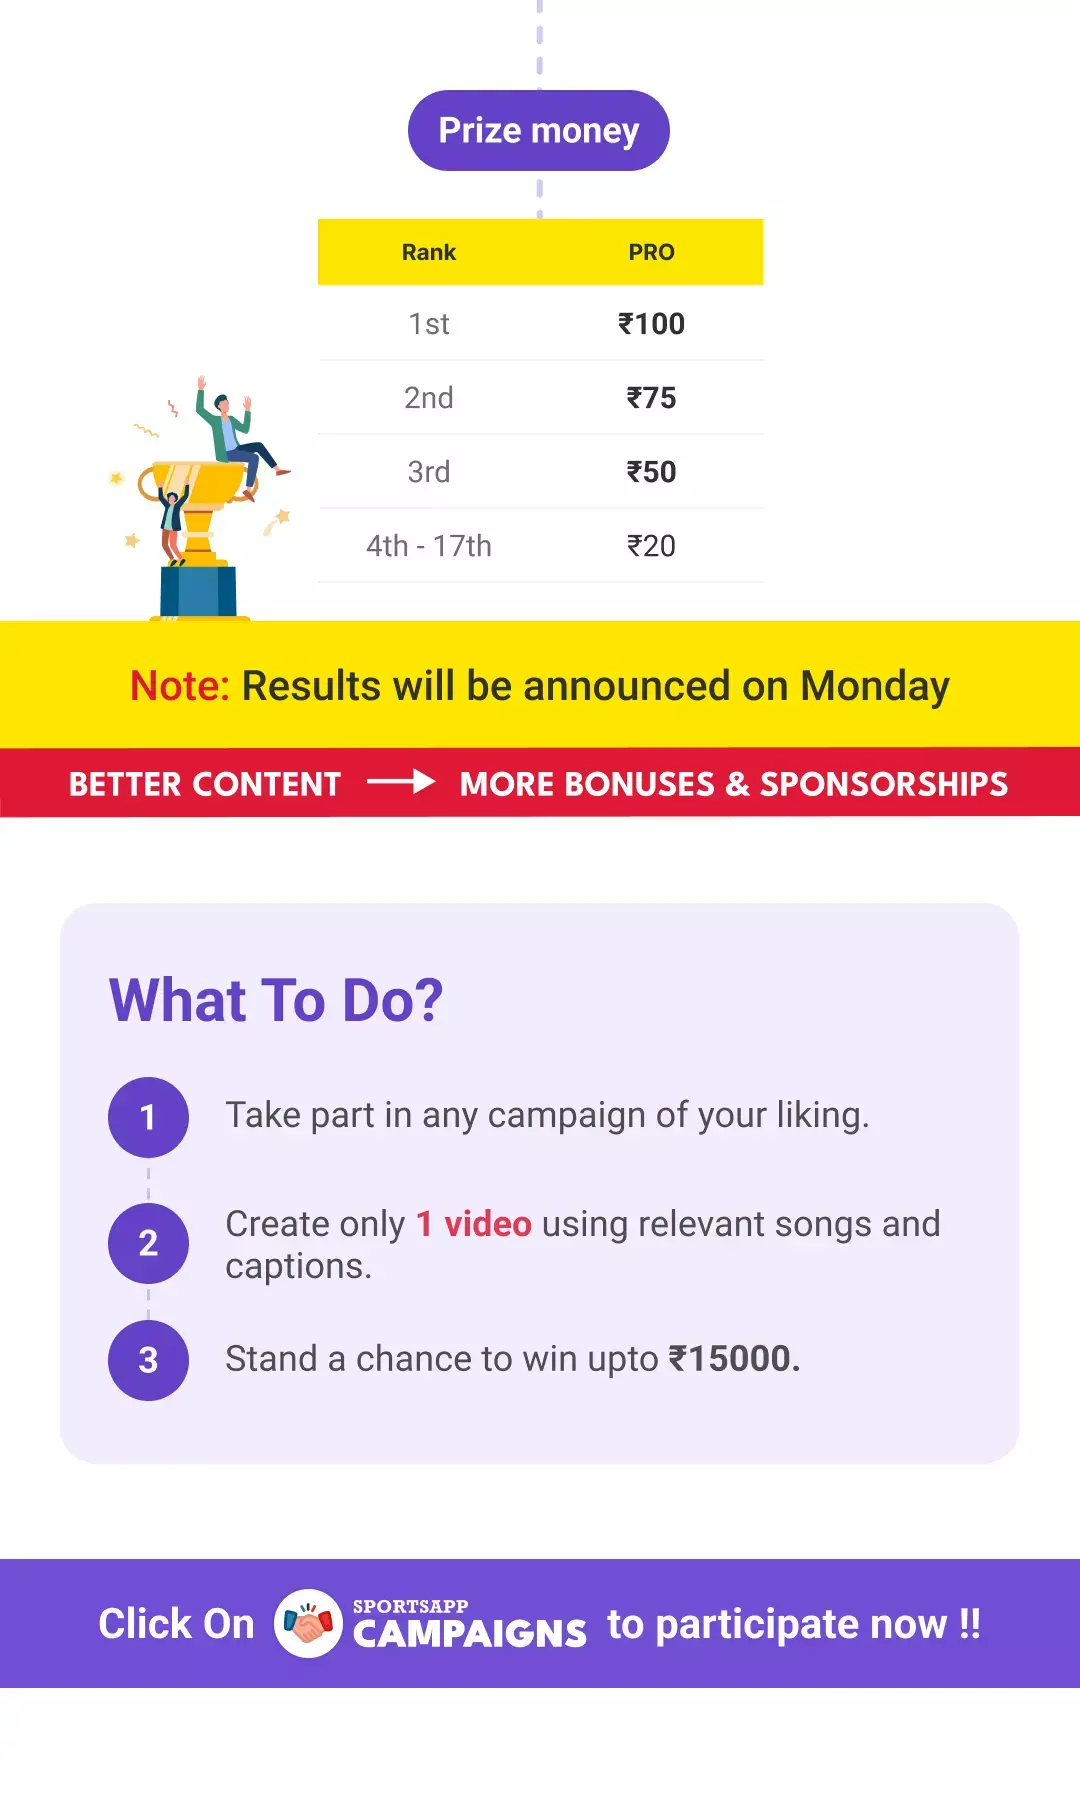 Prize money
Rank PRO
1st ₹100
2nd ₹75
3rd ₹50
4th - 17th ₹20
Note: Results will be announced on Monday
BETTER CONTENT → MORE BONUSES & SPONSORSHIPS
What To Do?
1 Take part in any campaign of your liking.
2 Create only 1 video using relevant songs and
captions.
3 Stand a chance to win upto ₹15000.
Click On SPORTSAPP CAMPAIGNS to participate now !!